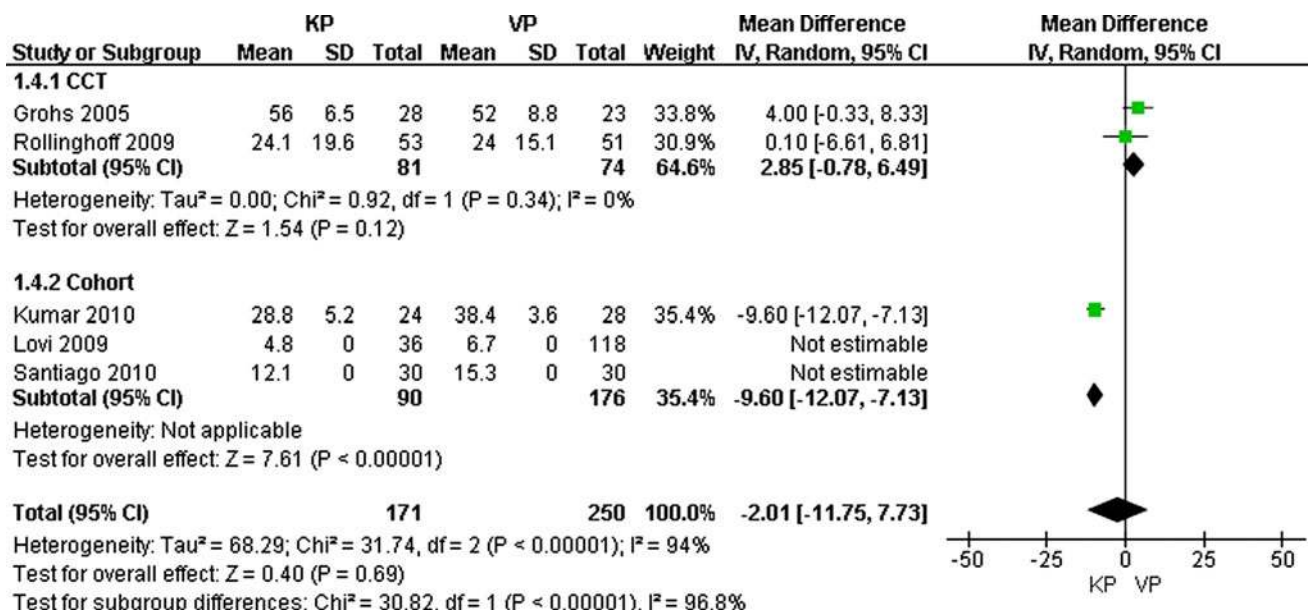 KP VP Mean Difference Mean Difference
Study or Subgroup Mean SD Total Mean SD Total Weight IV, Random, 95% CI IV, Random, 95% CI
1.4.1 CCT
Grohs 2005 56 6.5 28 52 8.8 23 33.8% 4.00 [-0.33, 8.33]
Rollinghoff 2009 24.1 19.6 53 24 15.1 51 30.9% 0.10 [-6.61, 6.81]
Subtotal (95% CI) 81 74 64.6% 2.85 [-0.78, 6.49]
Heterogeneity: Tau² = 0.00; Chi² = 0.92, df = 1 (P = 0.34); I² = 0%
Test for overall effect: Z = 1.54 (P = 0.12)
1.4.2 Cohort
Kumar 2010 28.8 5.2 24 38.4 3.6 28 35.4% -9.60 [-12.07, -7.13]
Lovi 2009 4.8 0 36 6.7 0 118 Not estimable
Santiago 2010 12.1 0 30 15.3 0 30 Not estimable
Subtotal (95% CI) 90 176 35.4% -9.60 [-12.07, -7.13]
Heterogeneity: Not applicable
Test for overall effect: Z = 7.61 (P < 0.00001)
Total (95% CI) 171 250 100.0% -2.01 [-11.75, 7.73]
Heterogeneity: Tau² = 68.29; Chi² = 31.74, df = 2 (P < 0.00001); I² = 94%
Test for overall effect: Z = 0.40 (P = 0.69)
Test for subgroup differences: Chi² = 30.82, df = 1 (P < 0.00001), I² = 96.8%
-50 -25 0 25 50
KP VP